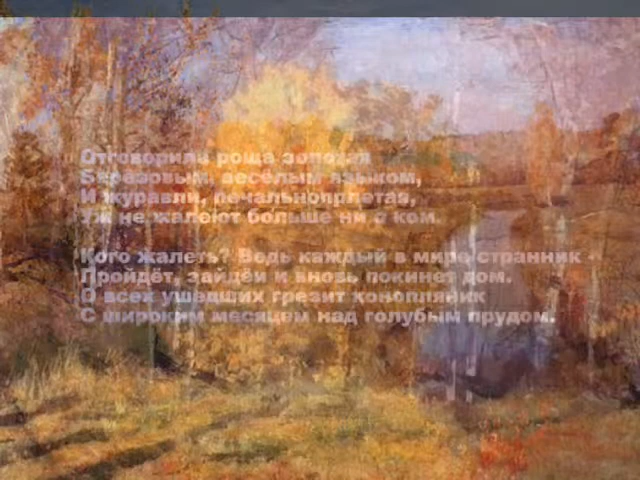 Отговорила роща золотая
Берёзовым, весёлым языком,
И журавли, печально пролетая,
Уж не жалеют больше ни о ком.
Кого жалеть? Ведь каждый в мире странник -
Пройдёт, зайдёт и вновь покинет дом.
О всех ушедших грезит конопляник
С широким месяцем над голубым прудом.